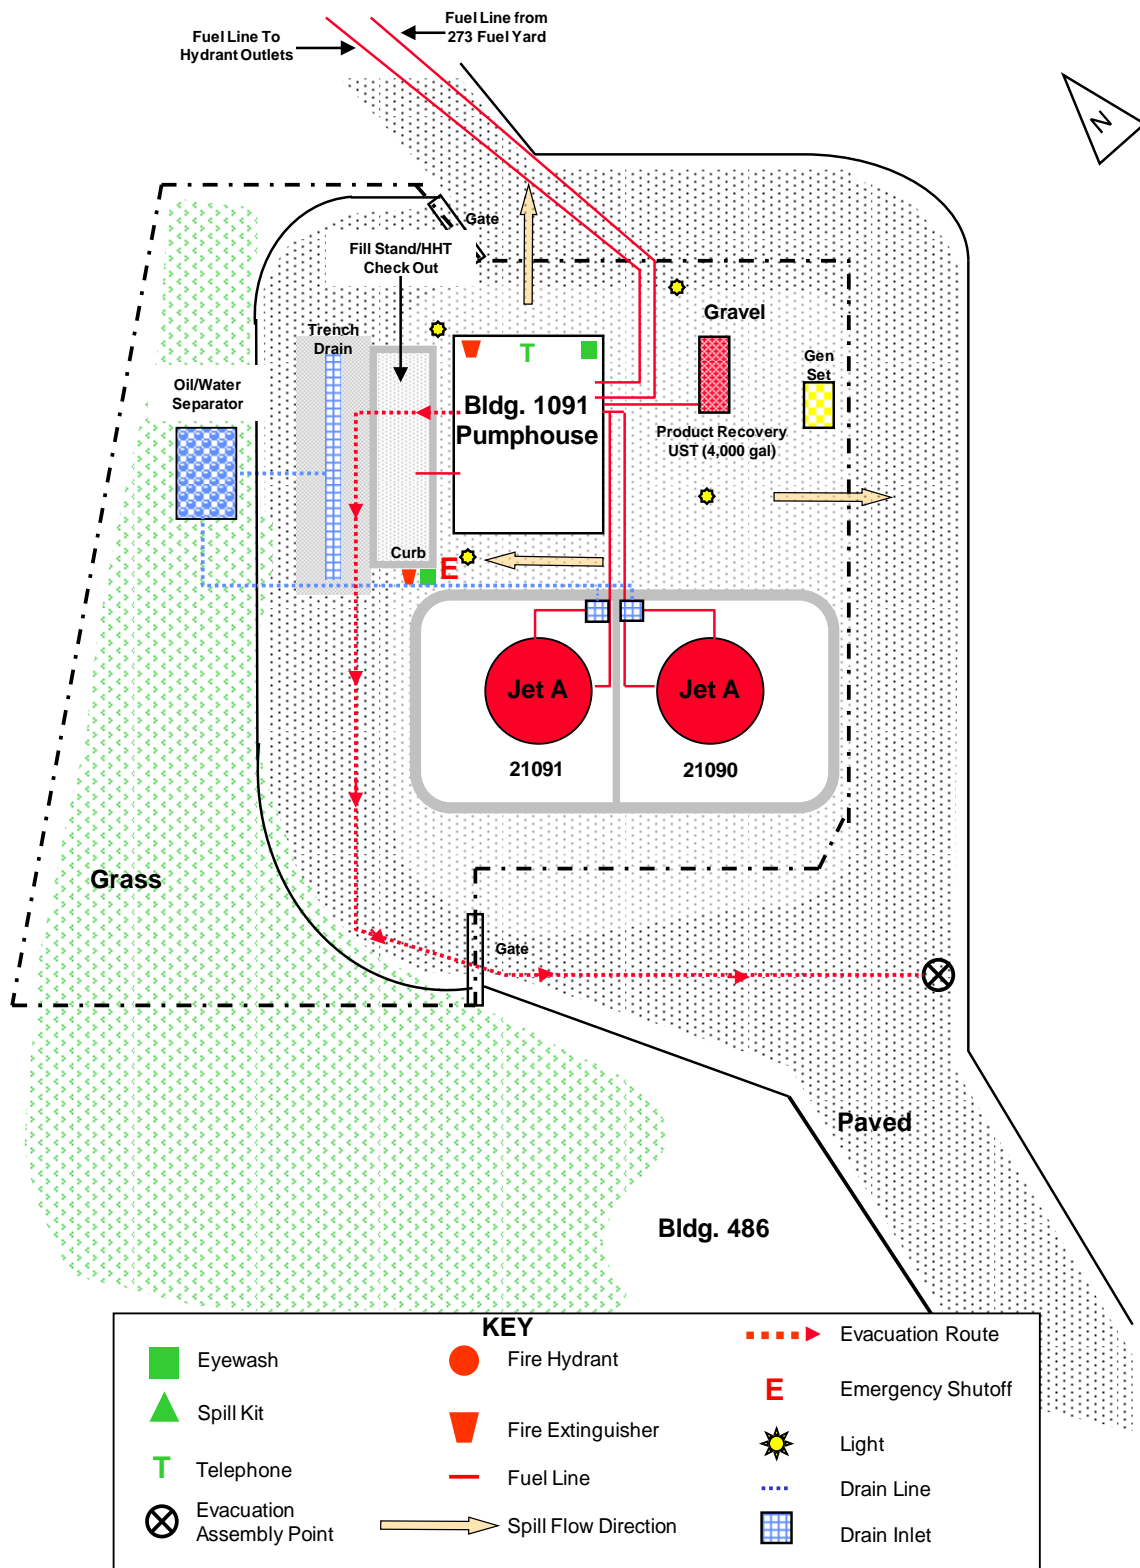 Fuel Line from
273 Fuel Yard
Fuel Line To
Hydrant Outlets
N
Gate
Fill Stand/HHT
Check Out
Gravel
Trench
Drain
T
Gen
Set
Oil/Water
Separator
Bldg. 1091
Pumphouse
Product Recovery
UST (4,000 gal)
Curb
E
Jet A
Jet A
21091
21090
Grass
Gate
Paved
Bldg. 486
KEY
Eyewash
Spill Kit
T Telephone
Evacuation
Assembly Point
Fire Hydrant
Fire Extinguisher
Fuel Line
Spill Flow Direction
Evacuation Route
E Emergency Shutoff
Light
Drain Line
Drain Inlet